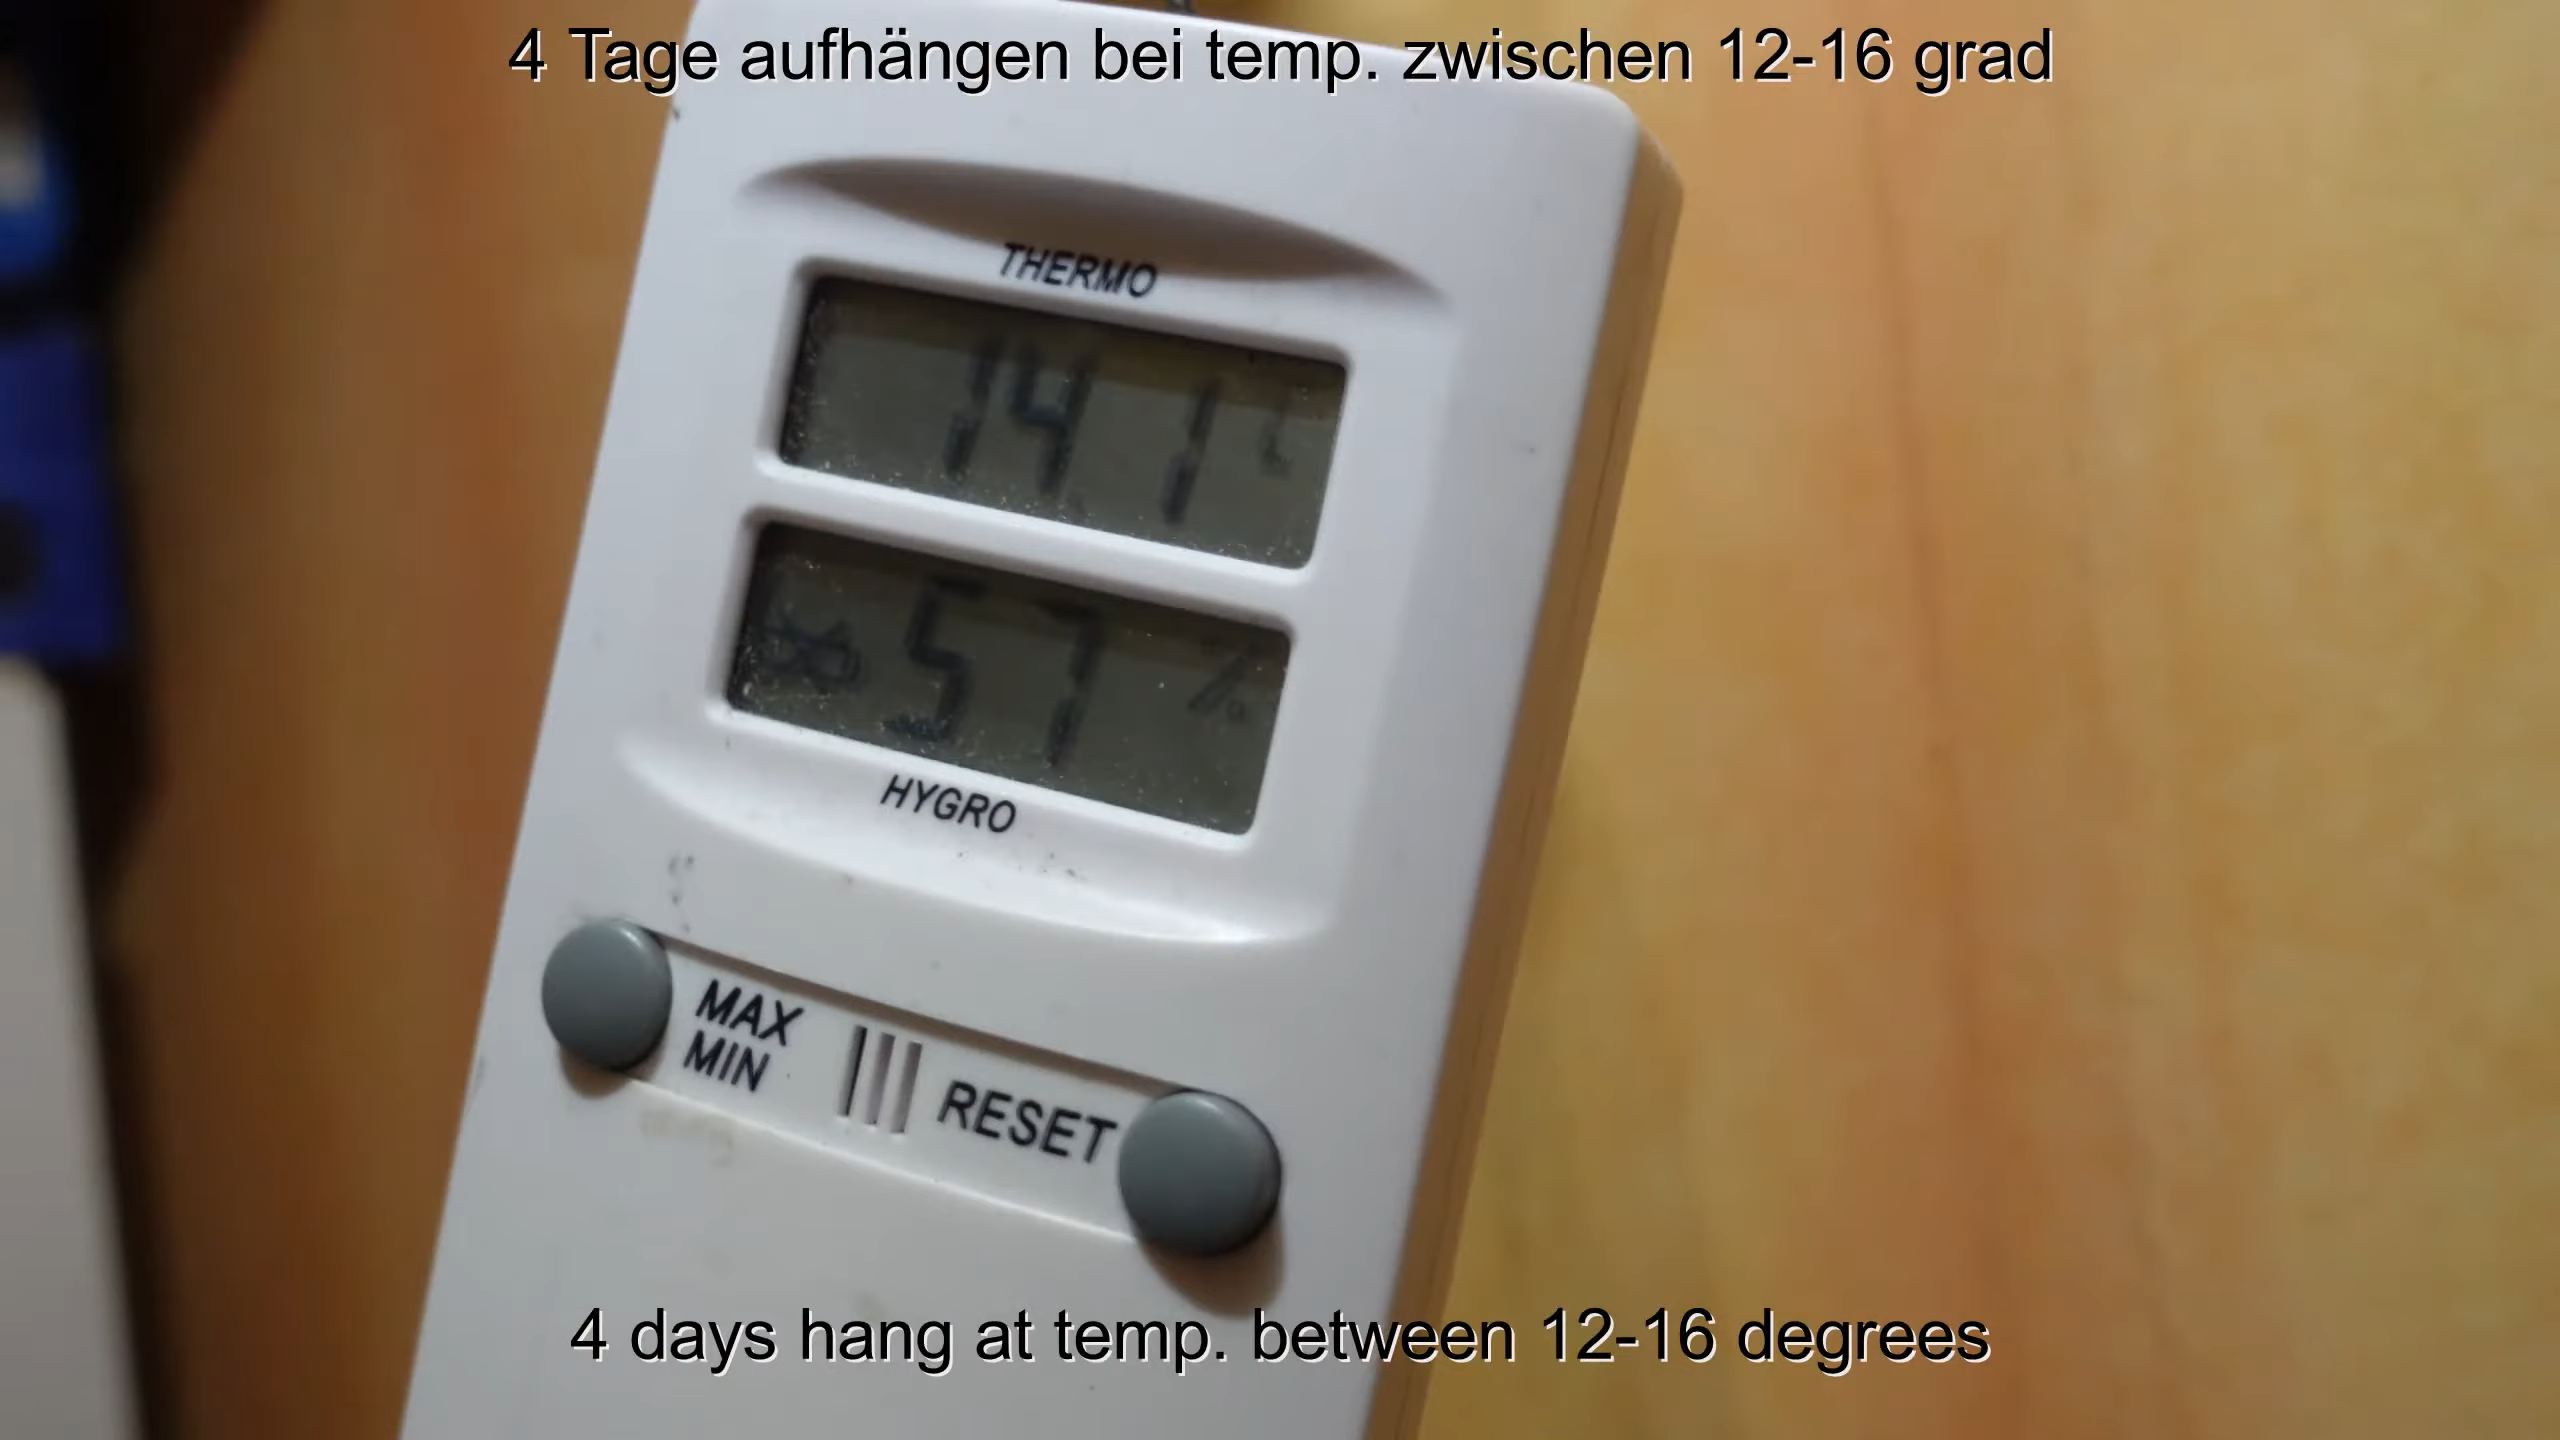 4 Tage aufhängen bei temp. zwischen 12-16 grad
THERMO
14.1 °C
57 %
HYGRO
MAX
MIN
RESET
4 days hang at temp. between 12-16 degrees